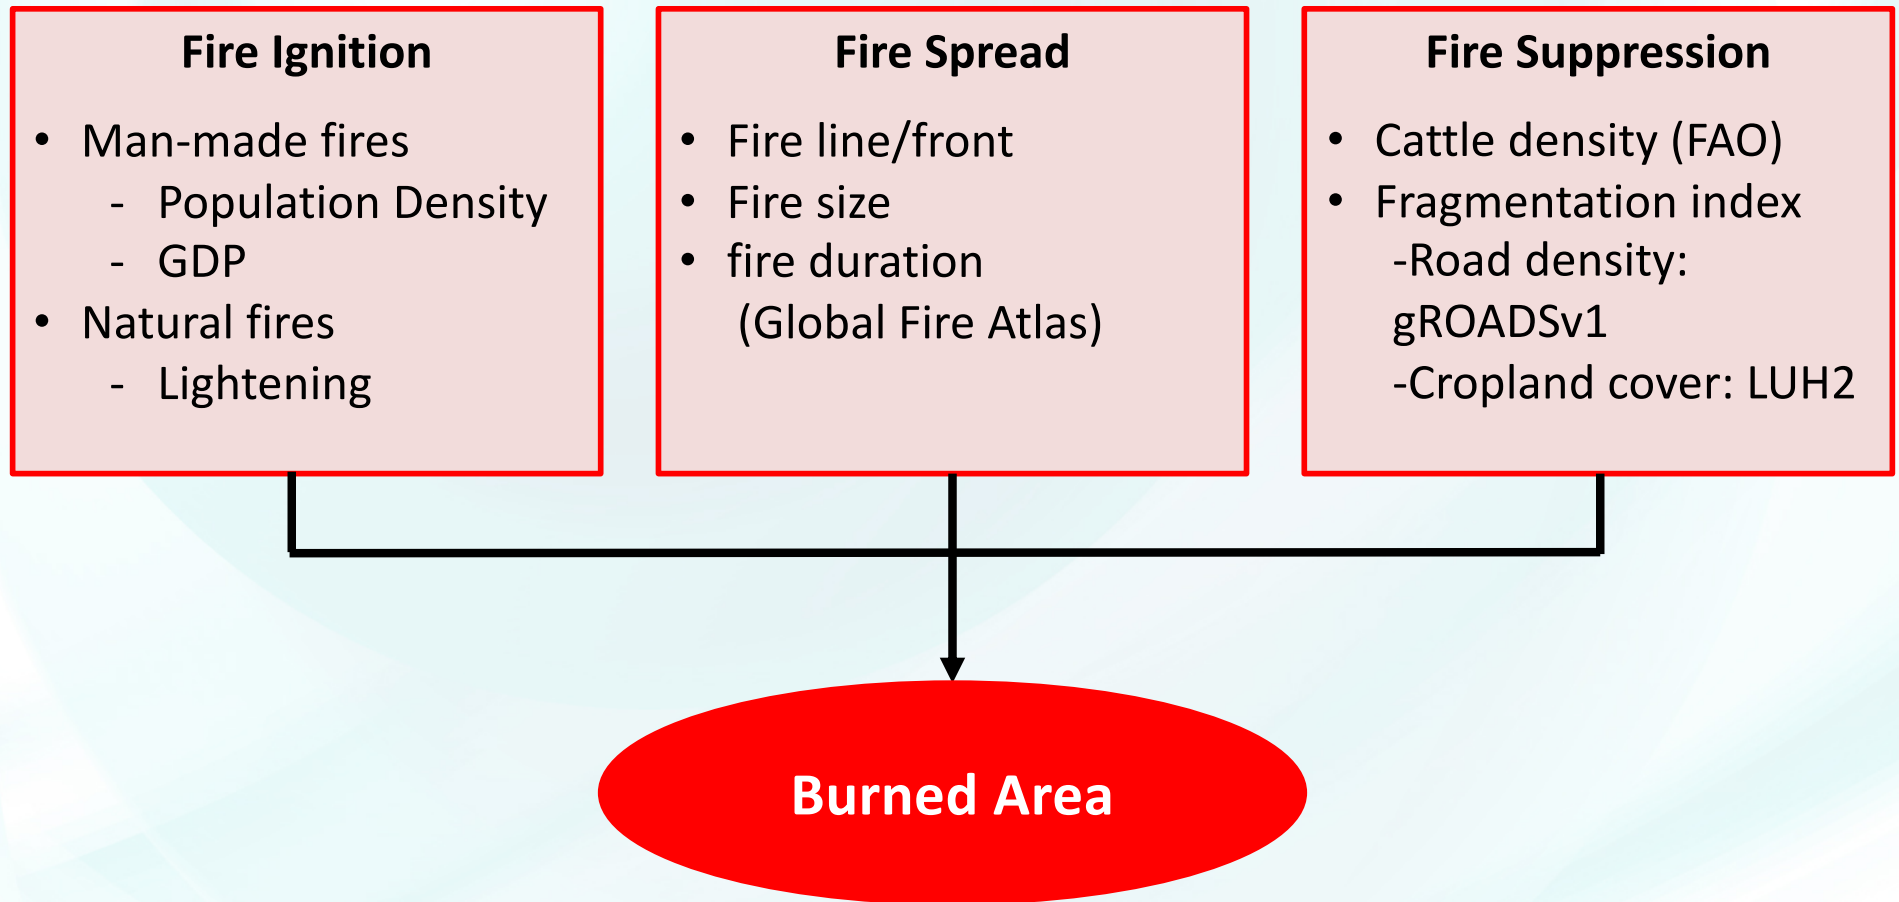 Fire Ignition
• Man-made fires
- Population Density
- GDP
• Natural fires
- Lightening
Fire Spread
• Fire line/front
• Fire size
• fire duration
(Global Fire Atlas)
Fire Suppression
• Cattle density (FAO)
• Fragmentation index
-Road density:
gROADSv1
-Cropland cover: LUH2
Burned Area